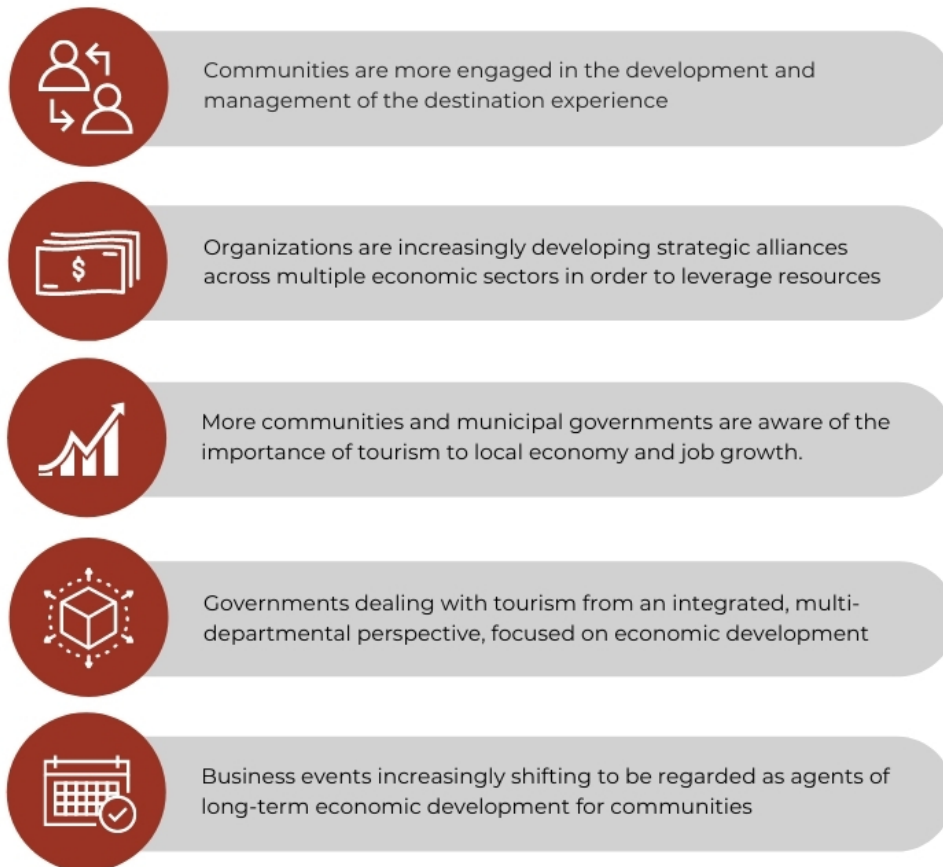 Communities are more engaged in the development and
management of the destination experience
$
Organizations are increasingly developing strategic alliances
across multiple economic sectors in order to leverage resources
More communities and municipal governments are aware of the
importance of tourism to local economy and job growth.
Governments dealing with tourism from an integrated, multi-
departmental perspective, focused on economic development
Business events increasingly shifting to be regarded as agents of
long-term economic development for communities